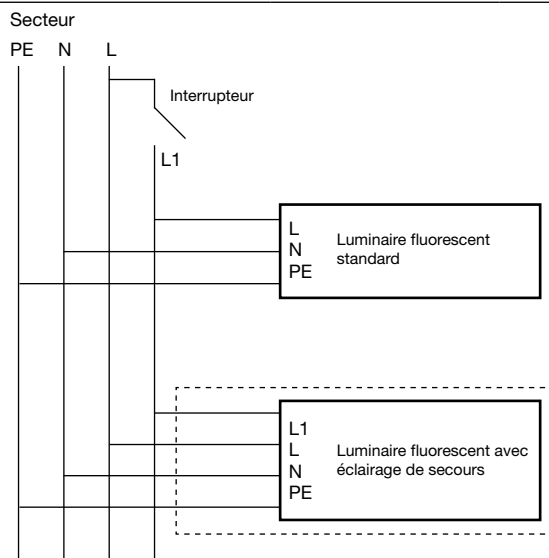 Secteur
PE N L
Interrupteur
L1
L
N
PE
Luminaire fluorescent
standard
L1
L
N
PE
Luminaire fluorescent avec
éclairage de secours